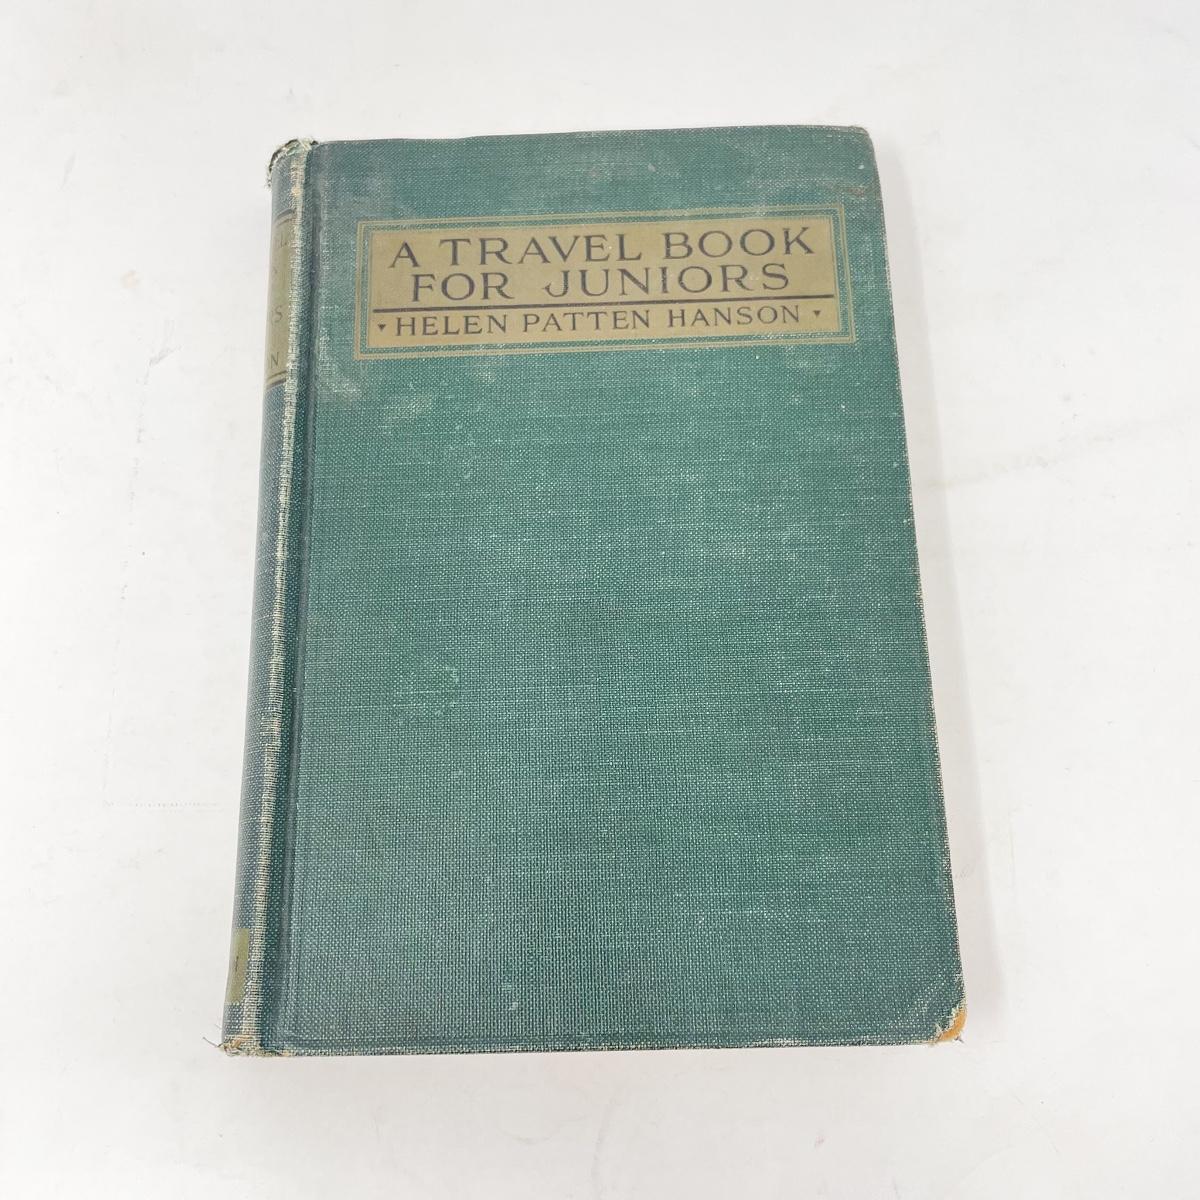 A TRAVEL BOOK
FOR JUNIORS
HELEN PATTEN HANSON